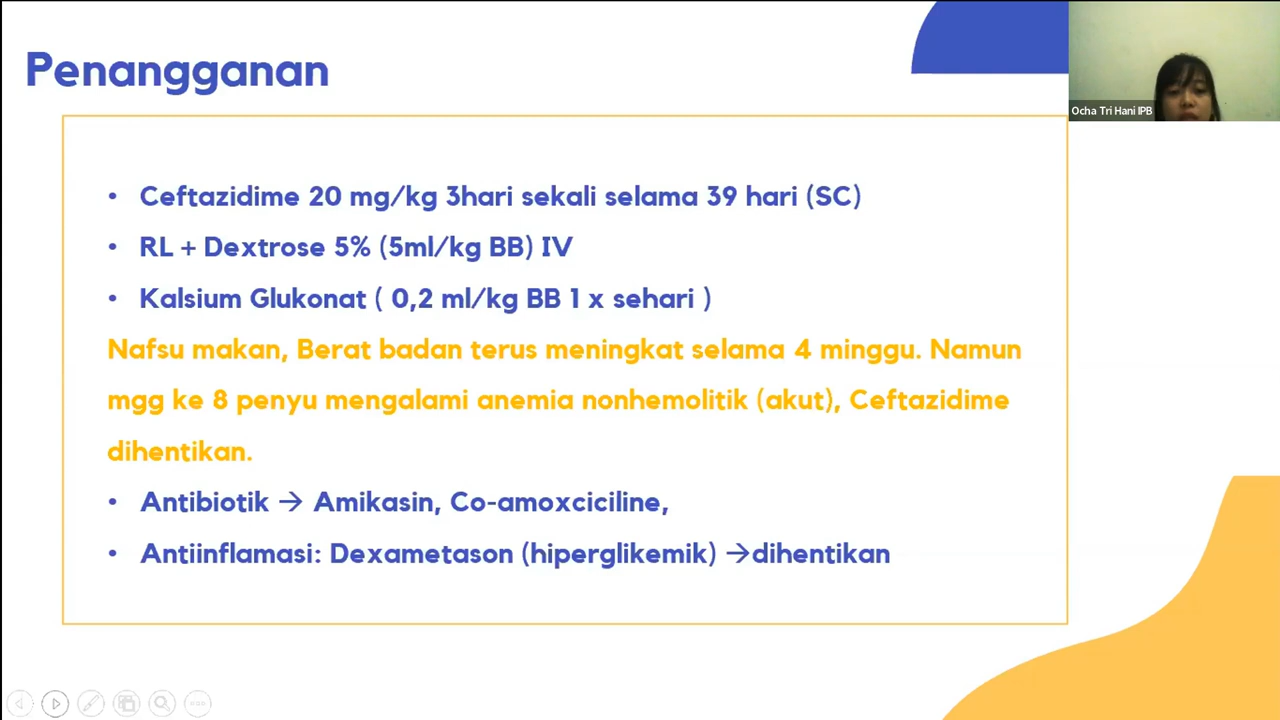 Penangganan
Ocha Tri Hani IPB
• Ceftazidime 20 mg/kg 3hari sekali selama 39 hari (SC)
• RL + Dextrose 5% (5ml/kg BB) IV
• Kalsium Glukonat ( 0,2 ml/kg BB 1 x sehari )
Nafsu makan, Berat badan terus meningkat selama 4 minggu. Namun
mgg ke 8 penyu mengalami anemia nonhemolitik (akut), Ceftazidime
dihentikan.
• Antibiotik → Amikasin, Co-amoxciciline,
• Antiinflamasi: Dexametason (hiperglikemik) →dihentikan